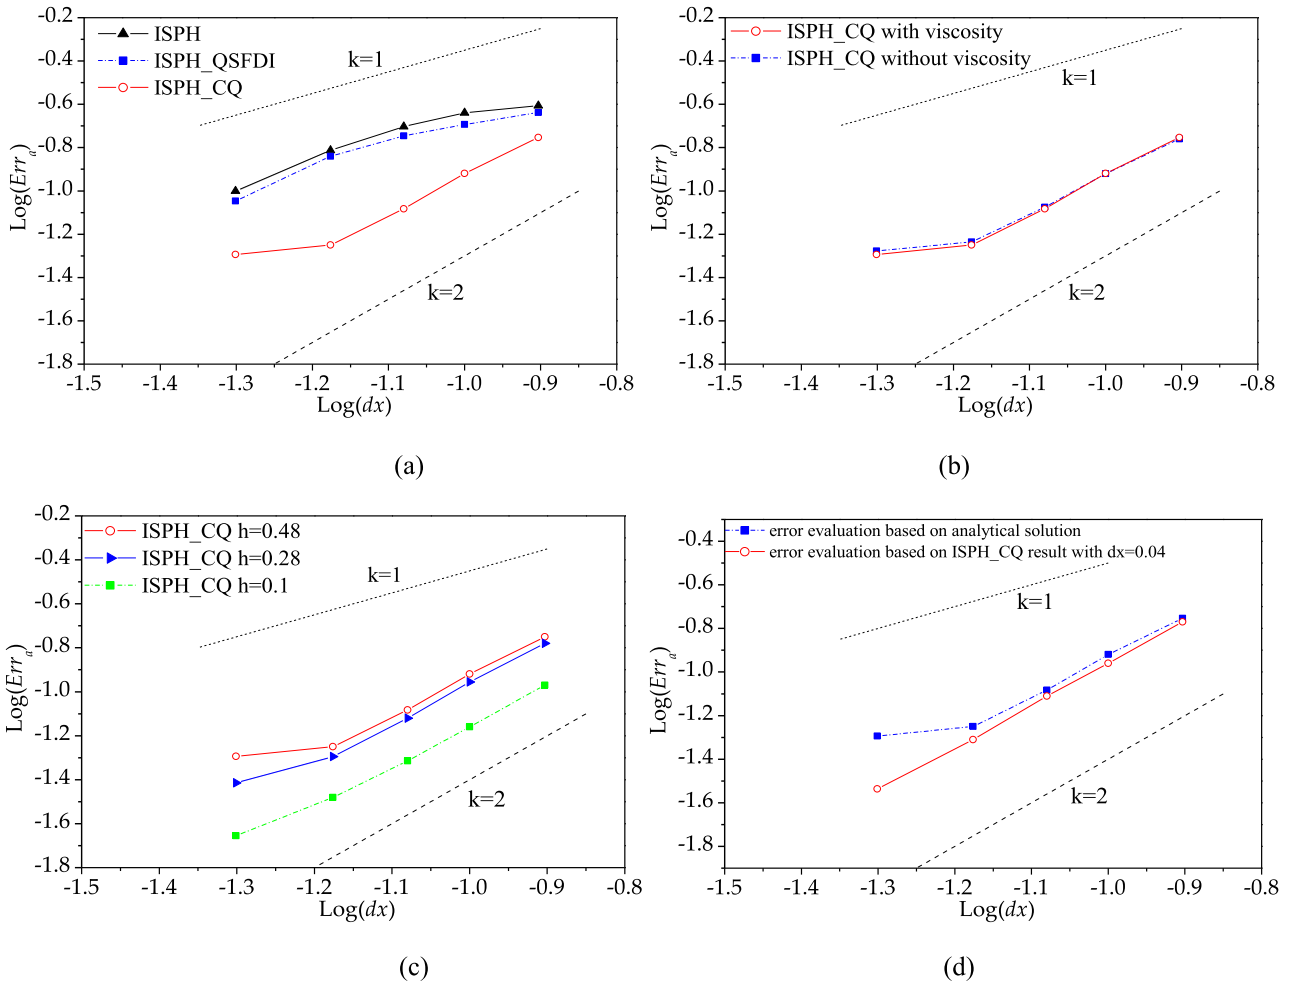 -0.2
-0.4
-0.6
-0.8
-1.0
-1.2
-1.4
-1.6
-1.8
Log(Err_a)
ISPH
ISPH_QSFDI
ISPH_CQ
k=1
k=2
-1.5 -1.4 -1.3 -1.2 -1.1 -1.0 -0.9 -0.8
Log(dx)
(a)
-0.2
-0.4
-0.6
-0.8
-1.0
-1.2
-1.4
-1.6
-1.8
Log(Err_a)
ISPH_CQ with viscosity
ISPH_CQ without viscosity
k=1
k=2
-1.5 -1.4 -1.3 -1.2 -1.1 -1.0 -0.9 -0.8
Log(dx)
(b)
-0.2
-0.4
-0.6
-0.8
-1.0
-1.2
-1.4
-1.6
-1.8
Log(Err_a)
ISPH_CQ h=0.48
ISPH_CQ h=0.28
ISPH_CQ h=0.1
k=1
k=2
-1.5 -1.4 -1.3 -1.2 -1.1 -1.0 -0.9 -0.8
Log(dx)
(c)
-0.4
-0.6
-0.8
-1.0
-1.2
-1.4
-1.6
-1.8
Log(Err_a)
error evaluation based on analytical solution
error evaluation based on ISPH_CQ result with dx=0.04
k=1
k=2
-1.5 -1.4 -1.3 -1.2 -1.1 -1.0 -0.9 -0.8
Log(dx)
(d)